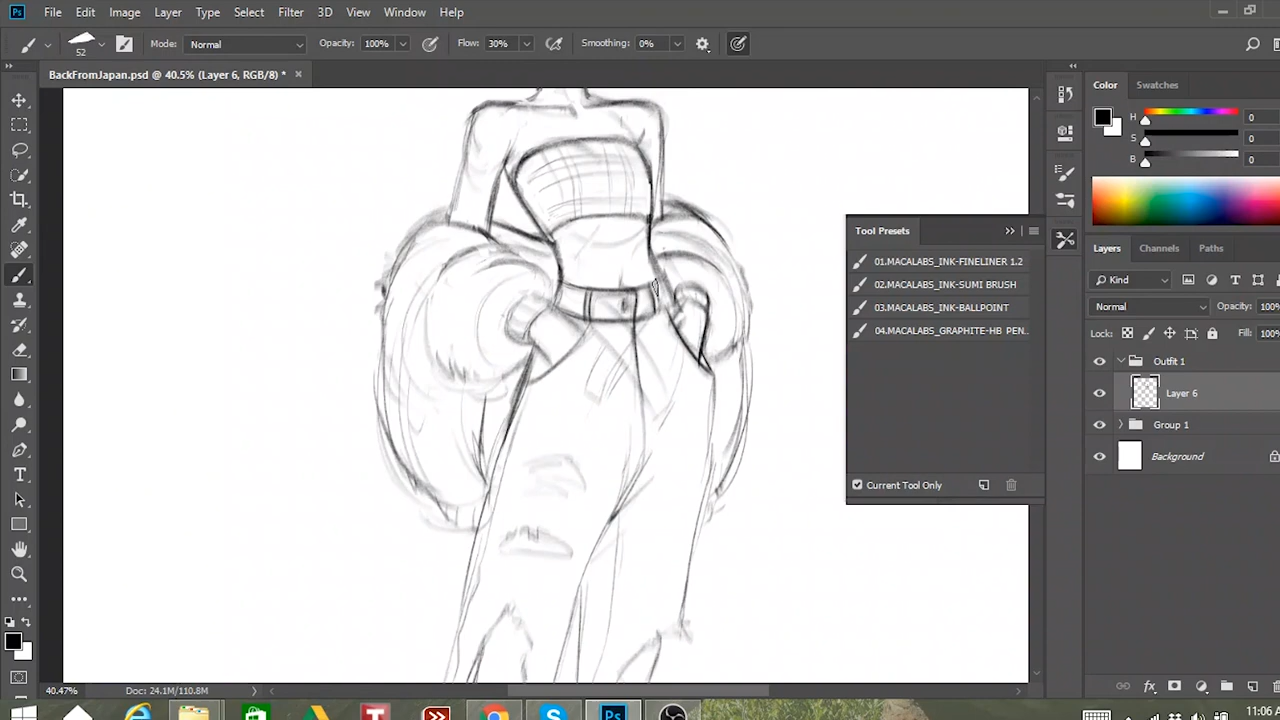 Ps File Edit Image Layer Type Select Filter 3D View Window Help
52 Mode: Normal Opacity: 100% Flow: 30% Smoothing: 0%
BackFromJapan.psd @ 40.5% (Layer 6, RGB/8) * ×
Color Swatches
H 0
S 0
B 0
Tool Presets
01.MACALABS_INK-FINELINER 1.2
02.MACALABS_INK-SUMI BRUSH
03.MACALABS_INK-BALLPOINT
04.MACALABS_GRAPHITE-HB PEN..
Current Tool Only
Layers Channels Paths
Kind
Normal Opacity: 100%
Lock: Fill: 100%
Outfit 1
Layer 6
Group 1
Background
40.47% Doc: 24.1M/110.8M
Ps
11:06 A